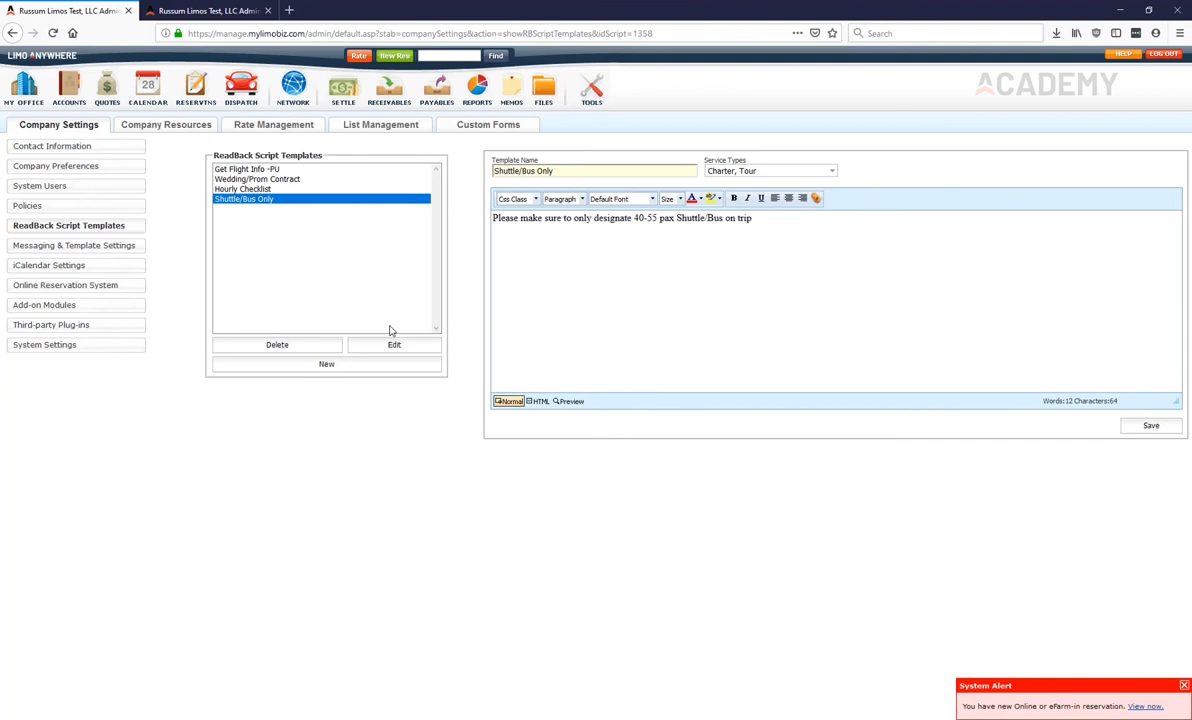 Russum Limos Test, LLC Admin
Russum Limos Test, LLC Admin
https://manage.mylimobiz.com/admin/default.asp?stab=companySettings&action=showRBScriptTemplates&idScript=1358
Search
LIMO ANYWHERE
Rate
New Res
Find
HELP
LOG OUT
MY OFFICE
ACCOUNTS
QUOTES
28
CALENDAR
RESERVTNS
DISPATCH
NETWORK
SETTLE
RECEIVABLES
PAYABLES
REPORTS
MEMOS
FILES
TOOLS
ACADEMY
Company Settings
Company Resources
Rate Management
List Management
Custom Forms
Contact Information
Company Preferences
System Users
Policies
ReadBack Script Templates
Messaging & Template Settings
iCalendar Settings
Online Reservation System
Add-on Modules
Third-party Plug-ins
System Settings
ReadBack Script Templates
Get Flight Info -PU
Wedding/Prom Contract
Hourly Checklist
Shuttle/Bus Only
Delete
Edit
New
Template Name
Shuttle/Bus Only
Service Types
Charter, Tour
Css Class
Paragraph
Default Font
Size
A
B
I
U
Please make sure to only designate 40-55 pax Shuttle/Bus on trip
Normal
HTML
Preview
Words:12 Characters:64
Save
System Alert
You have new Online or eFarm-in reservation. View now.